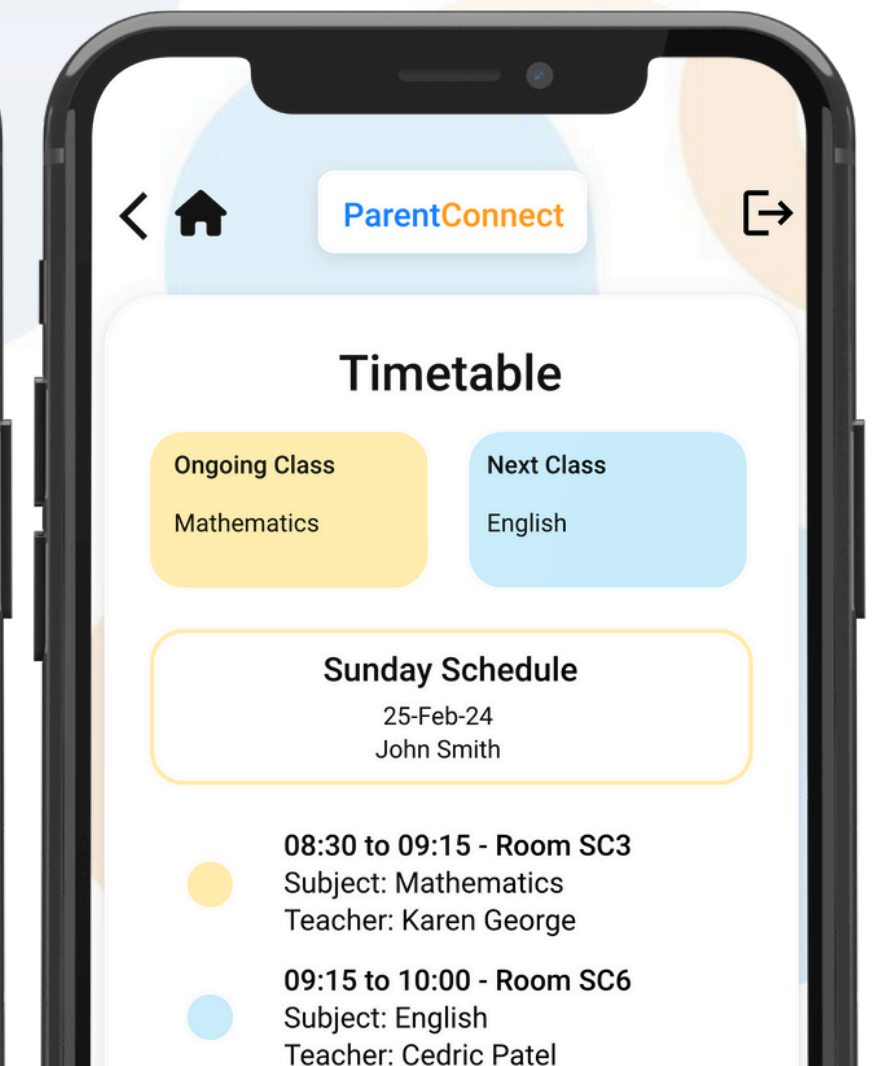 ParentConnect
Timetable
Ongoing Class
Mathematics
Next Class
English
Sunday Schedule
25-Feb-24
John Smith
08:30 to 09:15 - Room SC3
Subject: Mathematics
Teacher: Karen George
09:15 to 10:00 - Room SC6
Subject: English
Teacher: Cedric Patel